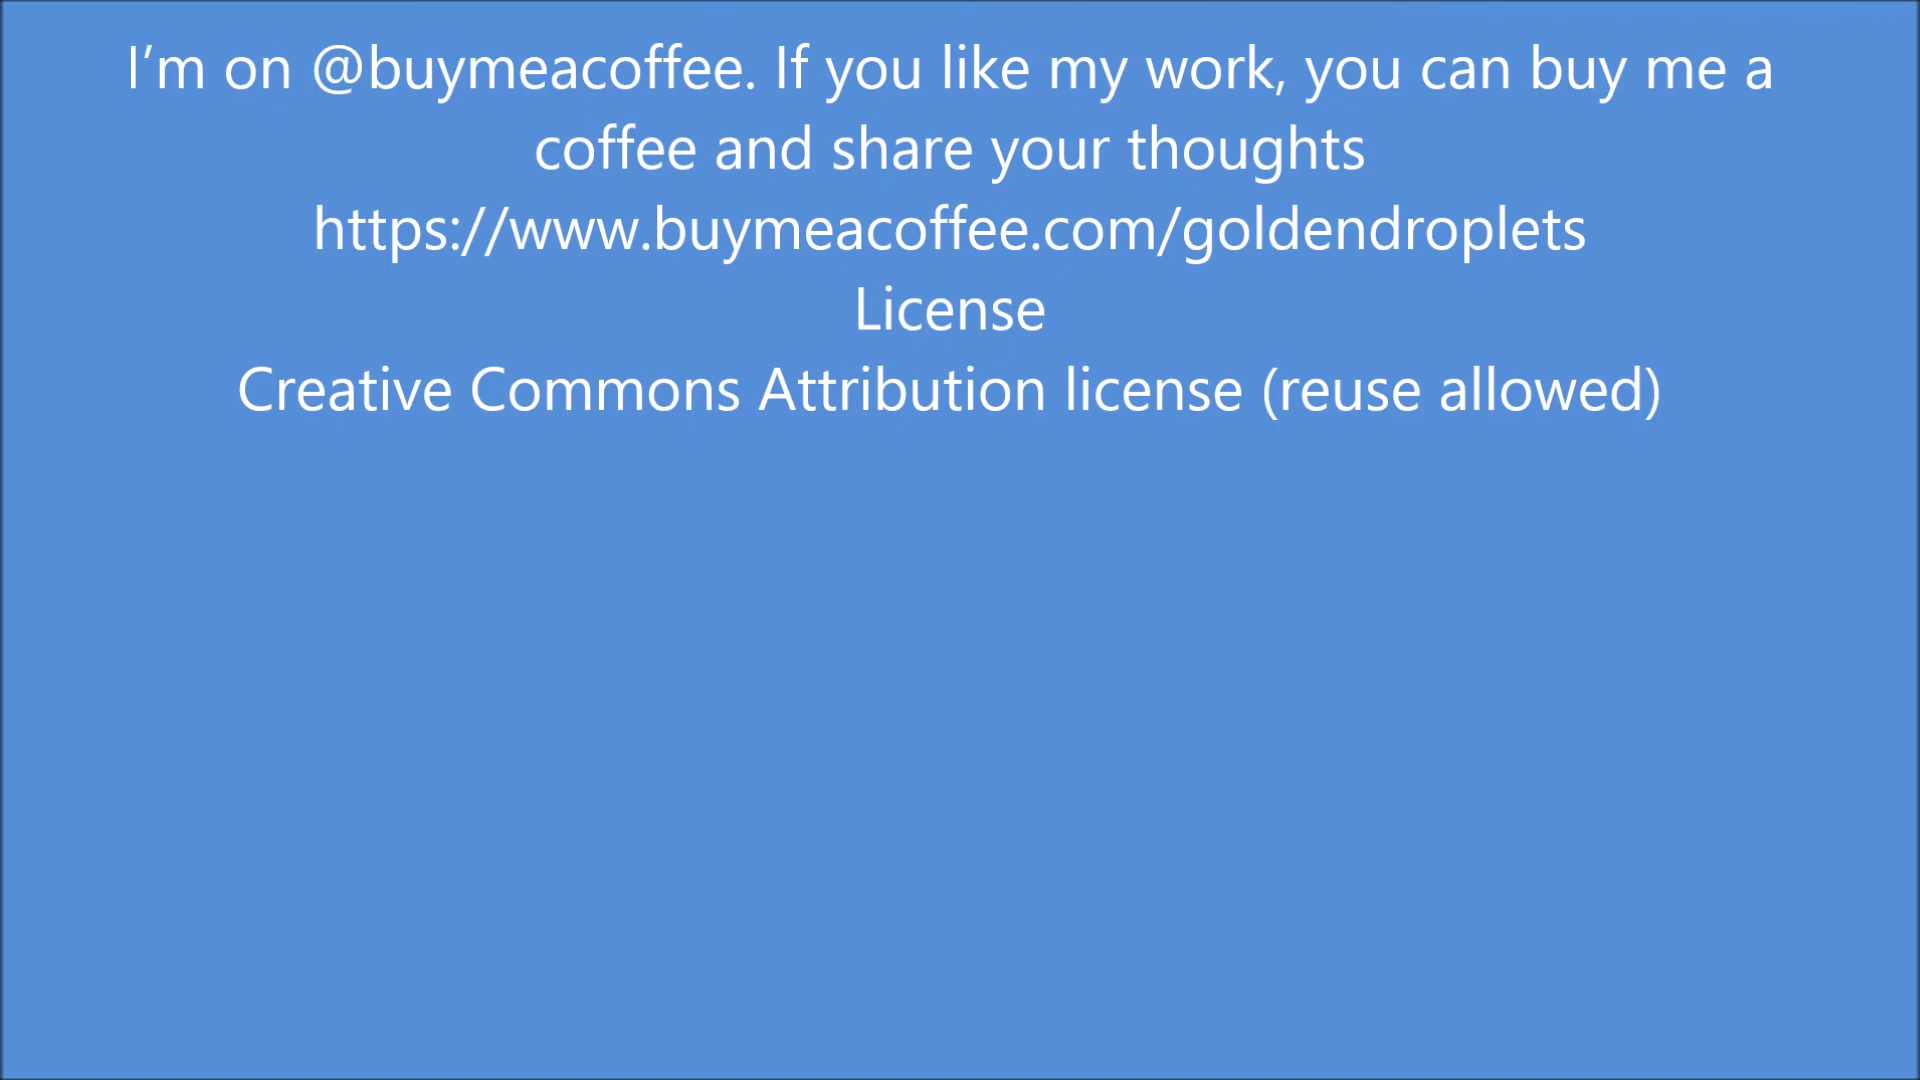 I’m on @buymeacoffee. If you like my work, you can buy me a
coffee and share your thoughts
https://www.buymeacoffee.com/goldendroplets
License
Creative Commons Attribution license (reuse allowed)